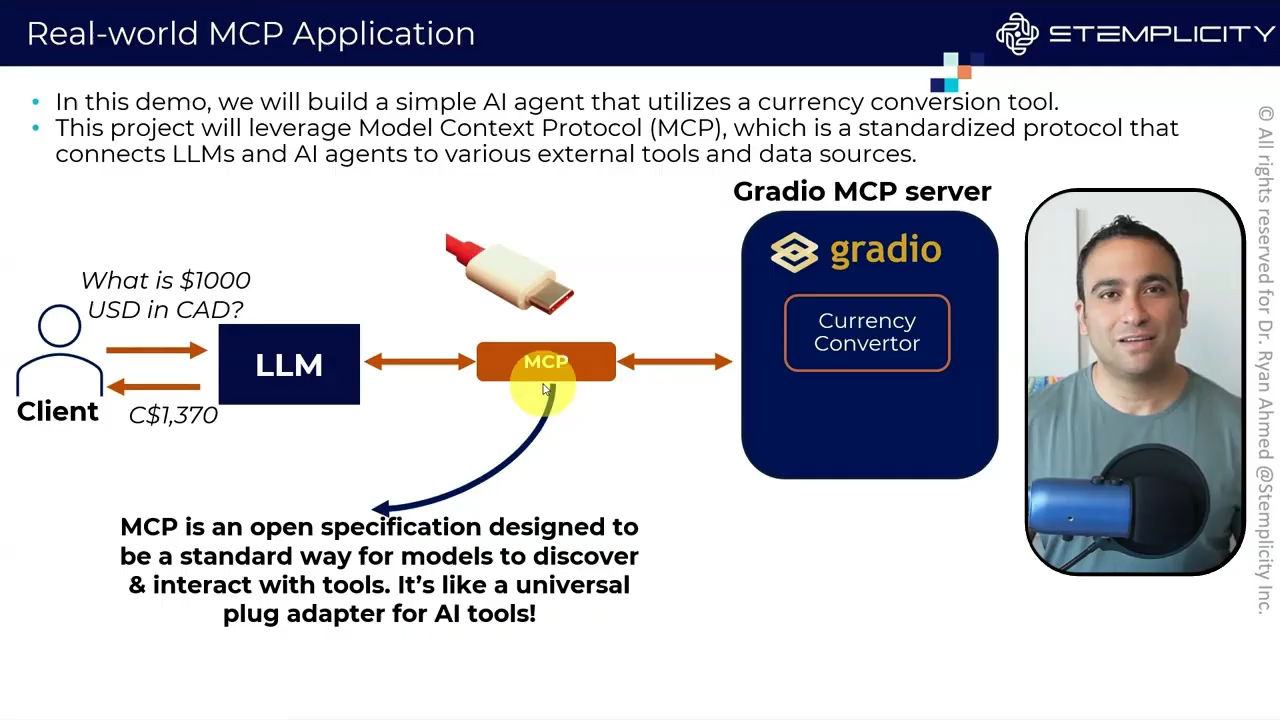 Real-world MCP Application
STEMPLICITY
• In this demo, we will build a simple AI agent that utilizes a currency conversion tool.
• This project will leverage Model Context Protocol (MCP), which is a standardized protocol that
connects LLMs and AI agents to various external tools and data sources.
Gradio MCP server
gradio
Currency
Convertor
What is $1000
USD in CAD?
LLM
MCP
Client
C$1,370
MCP is an open specification designed to
be a standard way for models to discover
& interact with tools. It's like a universal
plug adapter for AI tools!
© All rights reserved for Dr. Ryan Ahmed @Stemplicity Inc.